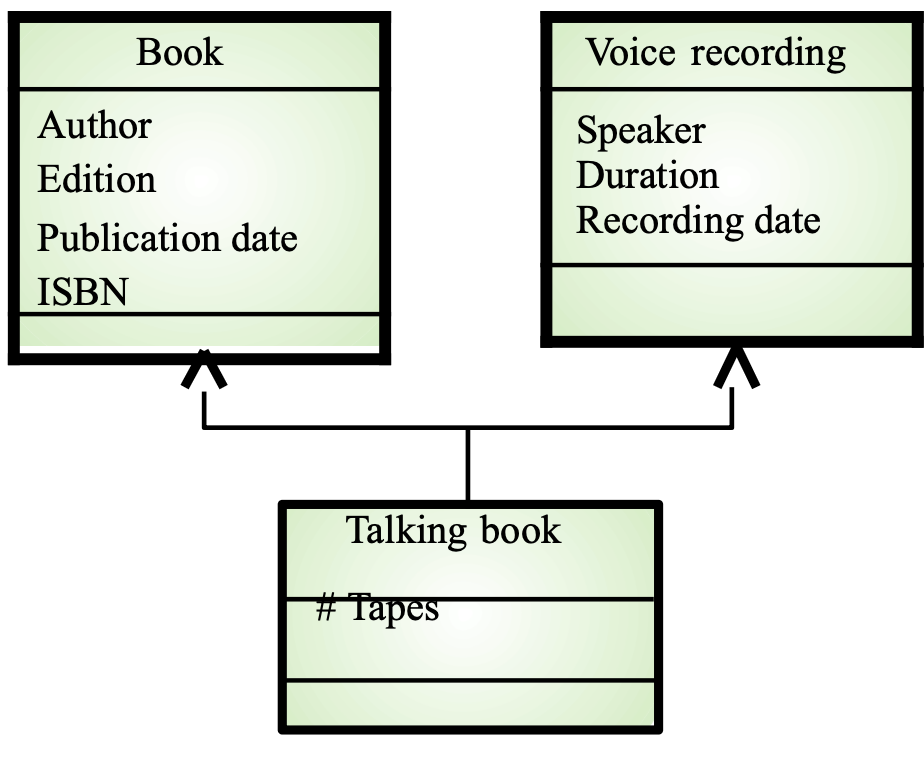 Book
Author
Edition
Publication date
ISBN
Voice recording
Speaker
Duration
Recording date
Talking book
# Tapes